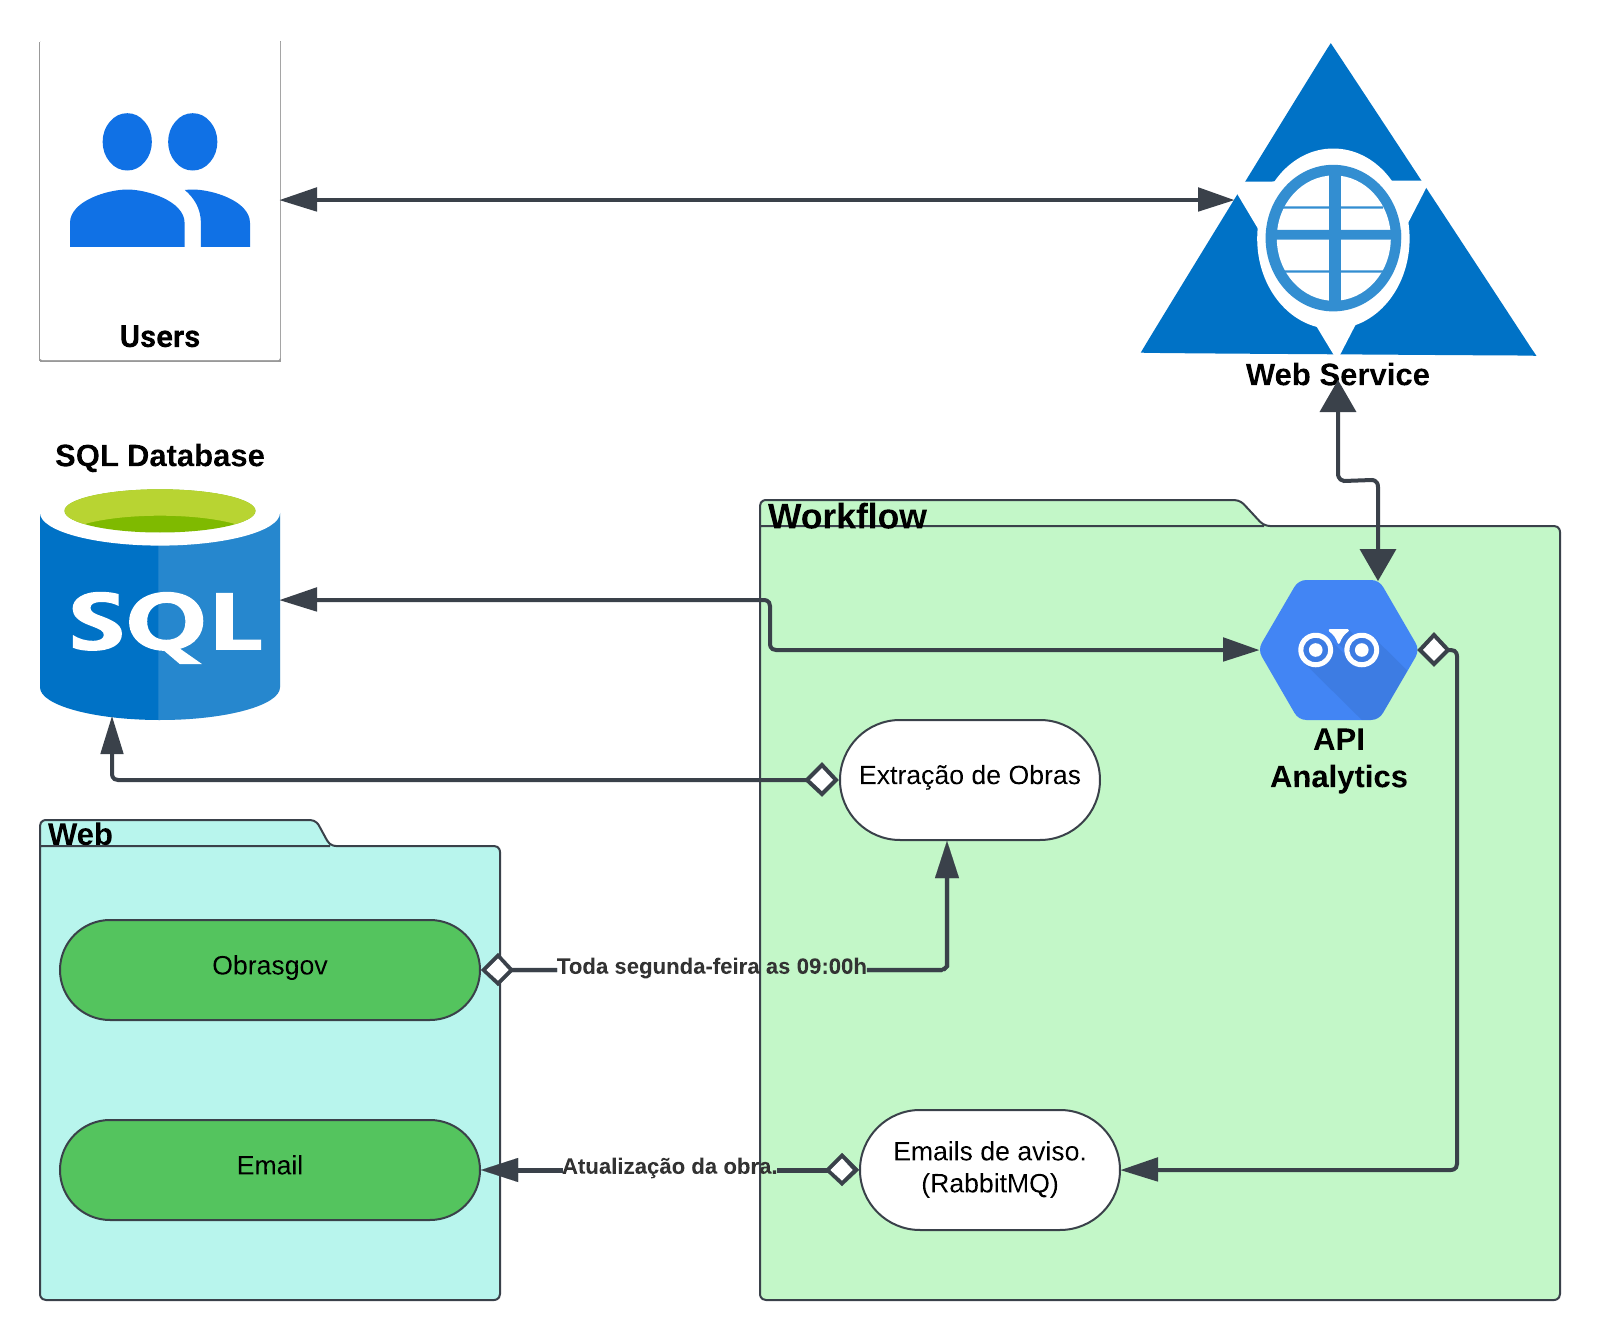 Users
Web Service
SQL Database
SQL
Workflow
API
Analytics
Extração de Obras
Web
Obrasgov
Toda segunda-feira as 09:00h
Email
Atualização da obra.
Emails de aviso.
(RabbitMQ)